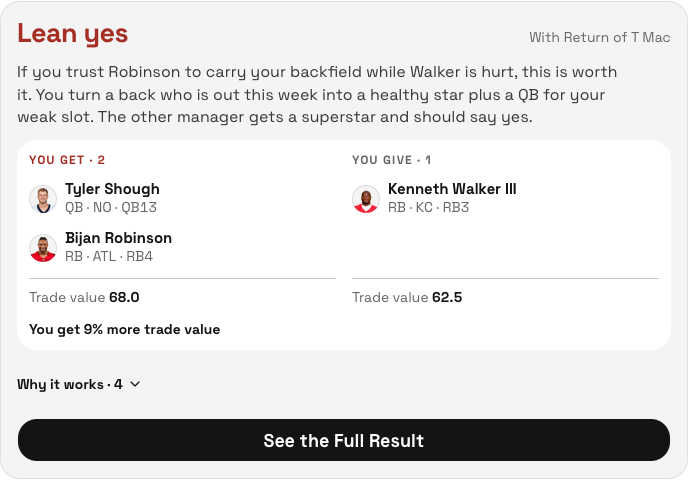 Lean yes
With Return of T Mac
If you trust Robinson to carry your backfield while Walker is hurt, this is worth
it. You turn a back who is out this week into a healthy star plus a QB for your
weak slot. The other manager gets a superstar and should say yes.
YOU GET · 2
Tyler Shough
QB · NO · QB13
Bijan Robinson
RB · ATL · RB4
Trade value 68.0
You get 9% more trade value
YOU GIVE · 1
Kenneth Walker III
RB · KC · RB3
Trade value 62.5
Why it works · 4
See the Full Result